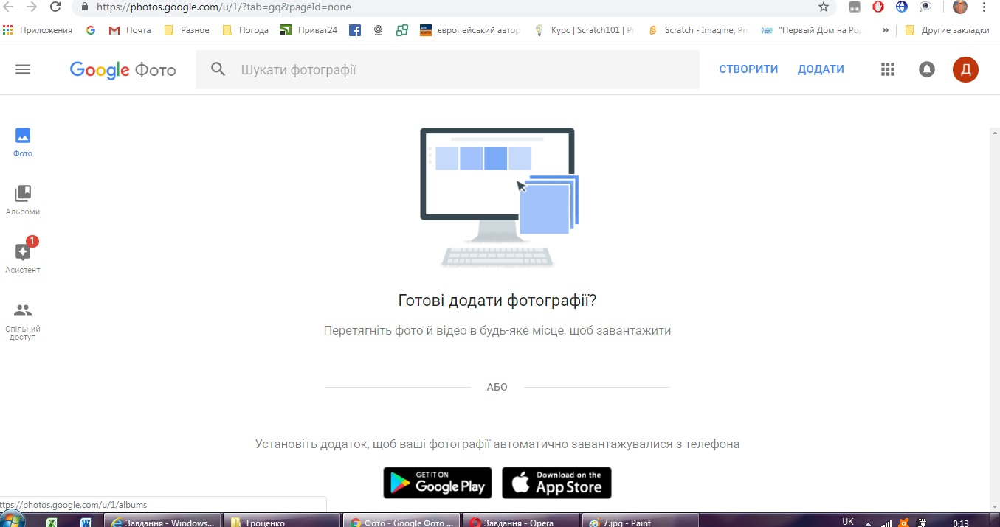 https://photos.google.com/u/1/?tab=gq&pageId=none
Приложения
Почта
Разное
Погода
Приват24
європейський автор
Курс | Scratch101 | Pr
Scratch - Imagine, Pr
"Первый Дом на Ро
»
Другие закладки
Google Фото
Шукати фотографії
СТВОРИТИ
ДОДАТИ
Д
Фото
Альбоми
1
Асистент
Спільний
доступ
Готові додати фотографії?
Перетягніть фото й відео в будь-яке місце, щоб завантажити
АБО
Установіть додаток, щоб ваші фотографії автоматично завантажувалися з телефона
GET IT ON
Google Play
Download on the
App Store
ttps://photos.google.com/u/1/albums
Завдання - Windows...
Троценко
Фото - Google Фото ...
Завдання - Opera
7.jpg - Paint
UK
0:13